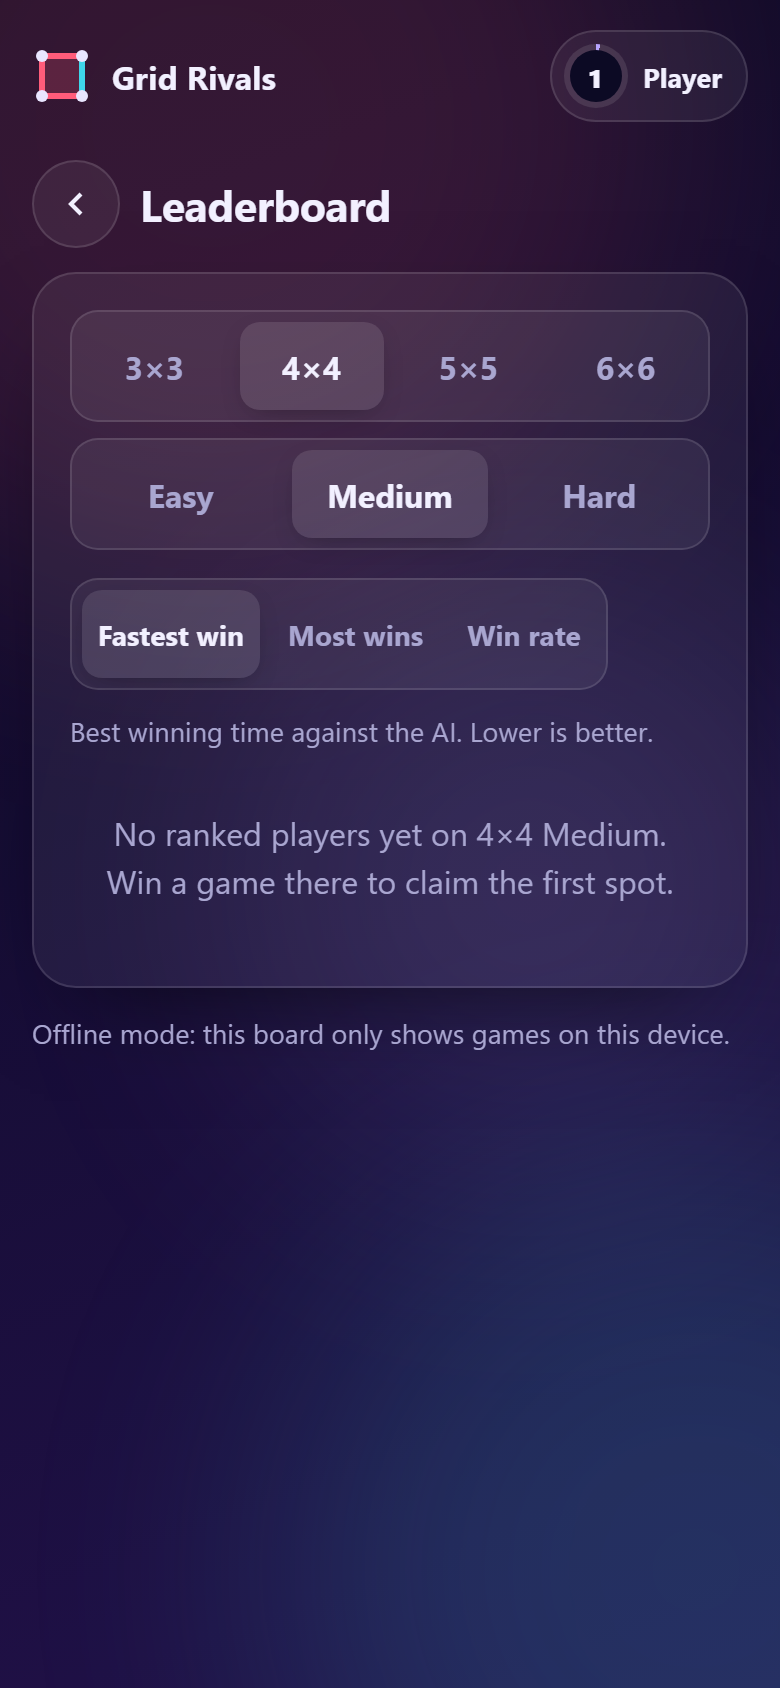 Grid Rivals
1 Player
Leaderboard
3×3 4×4 5×5 6×6
Easy Medium Hard
Fastest win Most wins Win rate
Best winning time against the AI. Lower is better.
No ranked players yet on 4×4 Medium.
Win a game there to claim the first spot.
Offline mode: this board only shows games on this device.